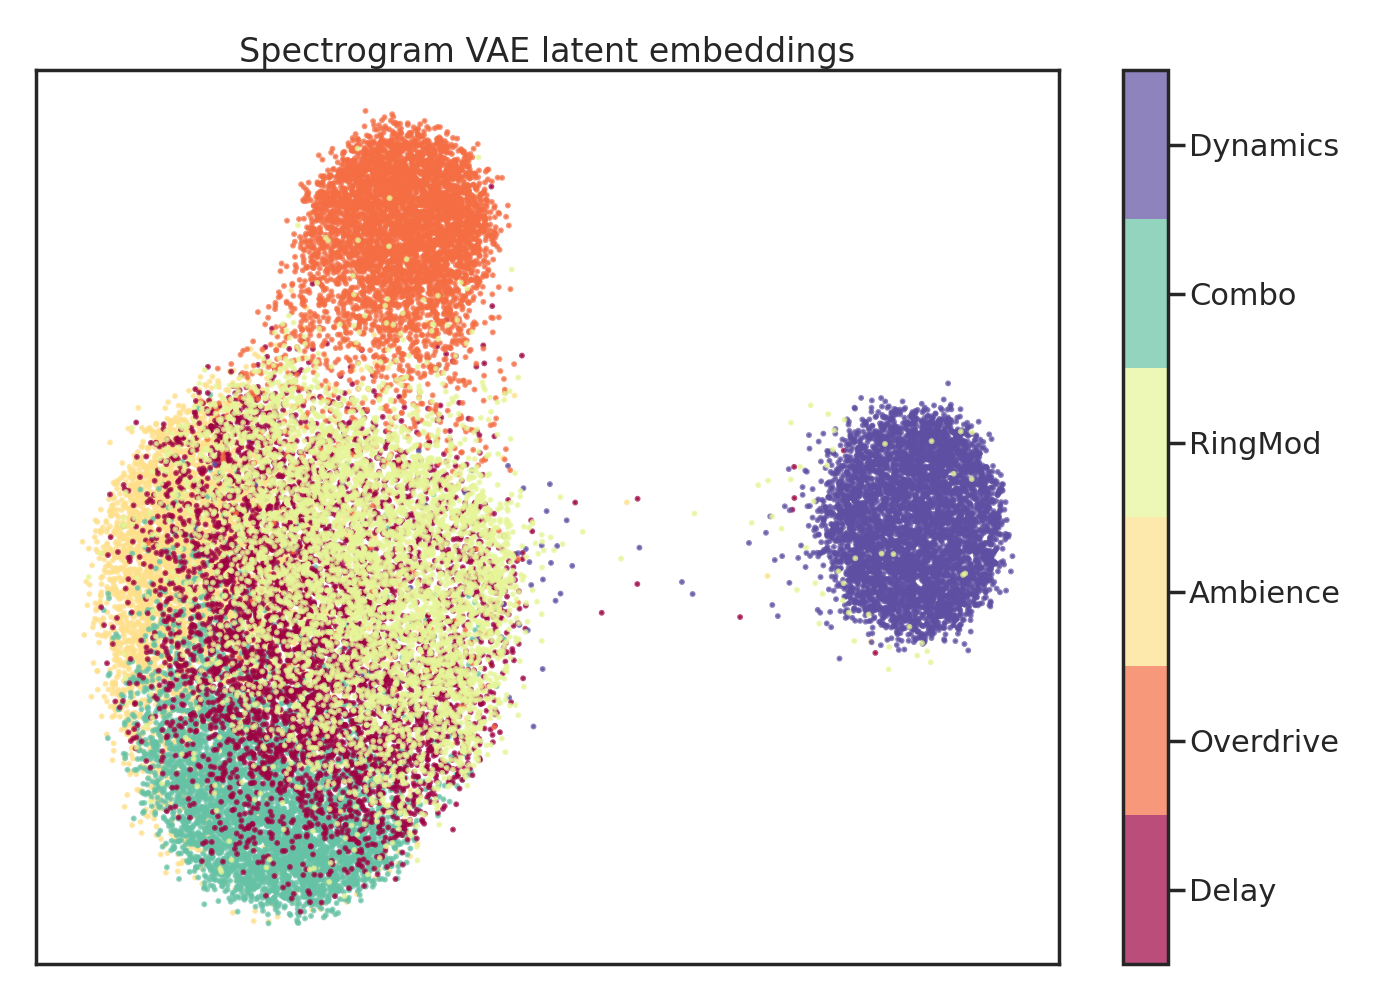 Spectrogram VAE latent embeddings
Dynamics
Combo
RingMod
Ambience
Overdrive
Delay